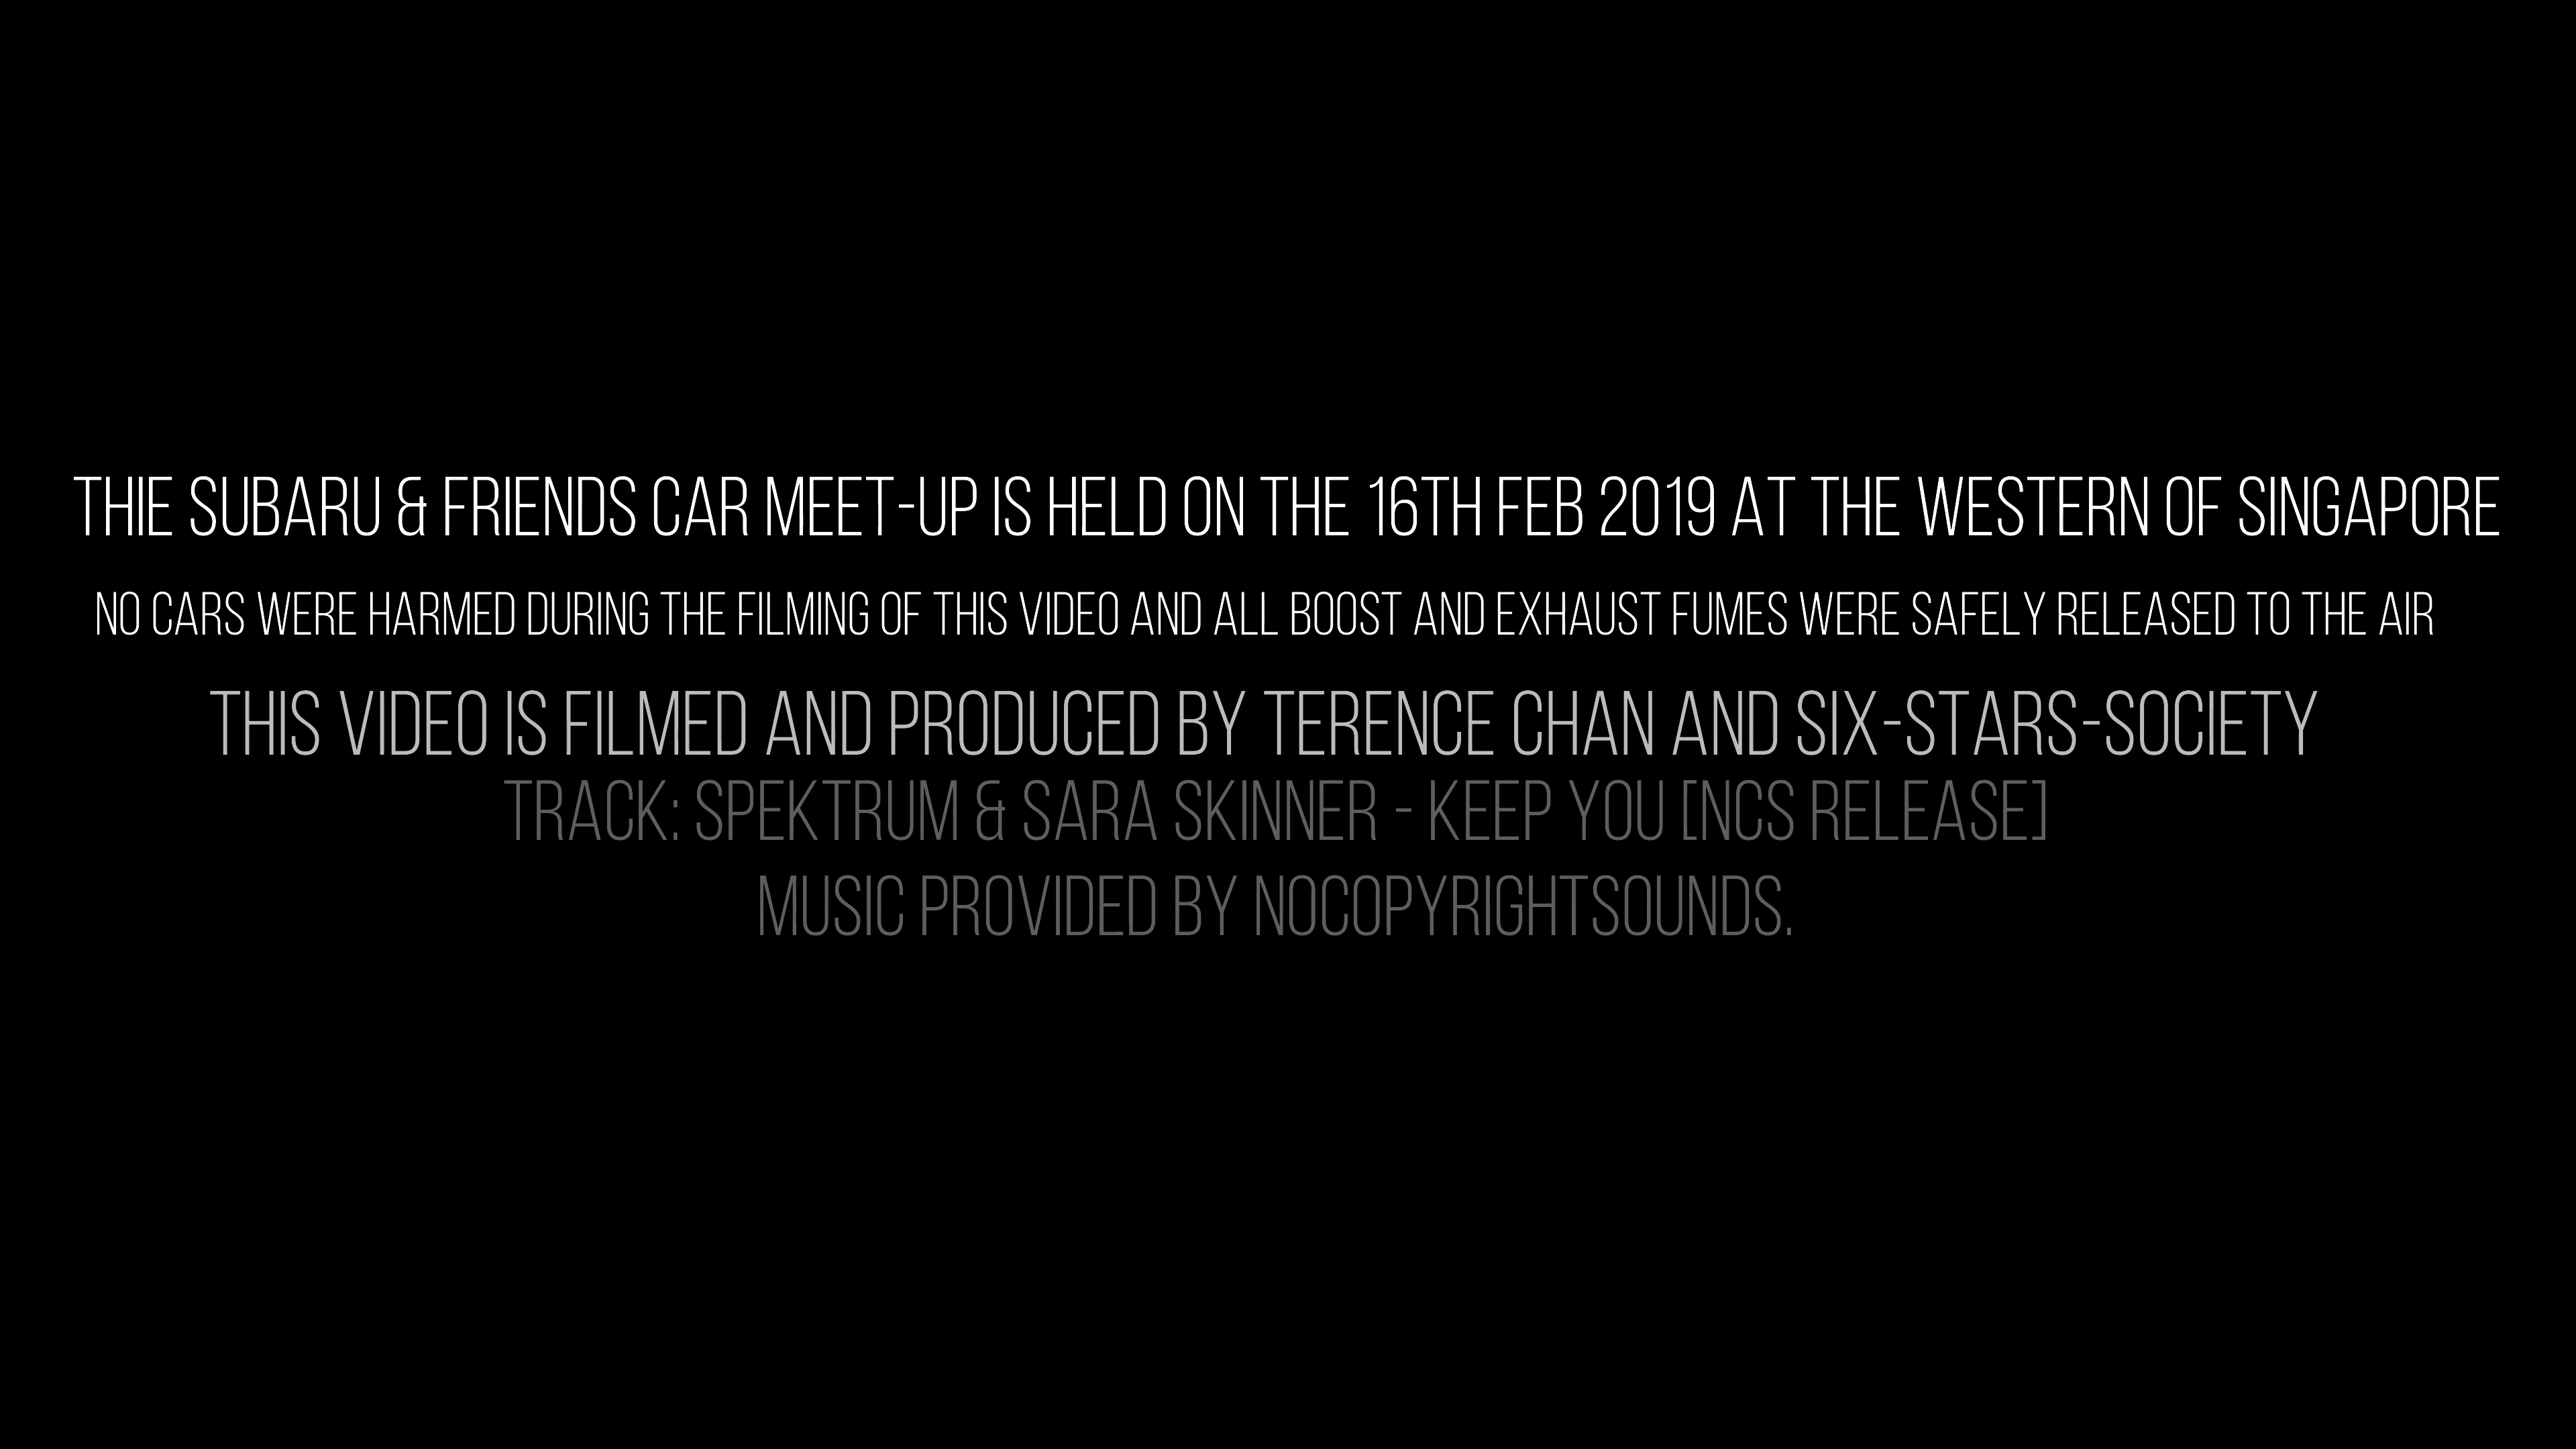 THIE SUBARU & FRIENDS CAR MEET-UP IS HELD ON THE 16TH FEB 2019 AT THE WESTERN OF SINGAPORE
NO CARS WERE HARMED DURING THE FILMING OF THIS VIDEO AND ALL BOOST AND EXHAUST FUMES WERE SAFELY RELEASED TO THE AIR
THIS VIDEO IS FILMED AND PRODUCED BY TERENCE CHAN AND SIX-STARS-SOCIETY
TRACK: SPEKTRUM & SARA SKINNER - KEEP YOU [NCS RELEASE]
MUSIC PROVIDED BY NOCOPYRIGHTSOUNDS.